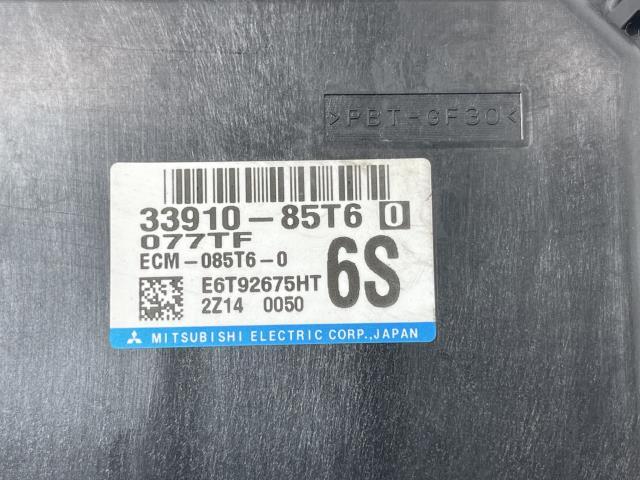 >PBT-GF30<
33910-85T6 0
077TF
ECM-085T6-0
6S
E6T92675HT
2Z14 0050
MITSUBISHI ELECTRIC CORP.,JAPAN